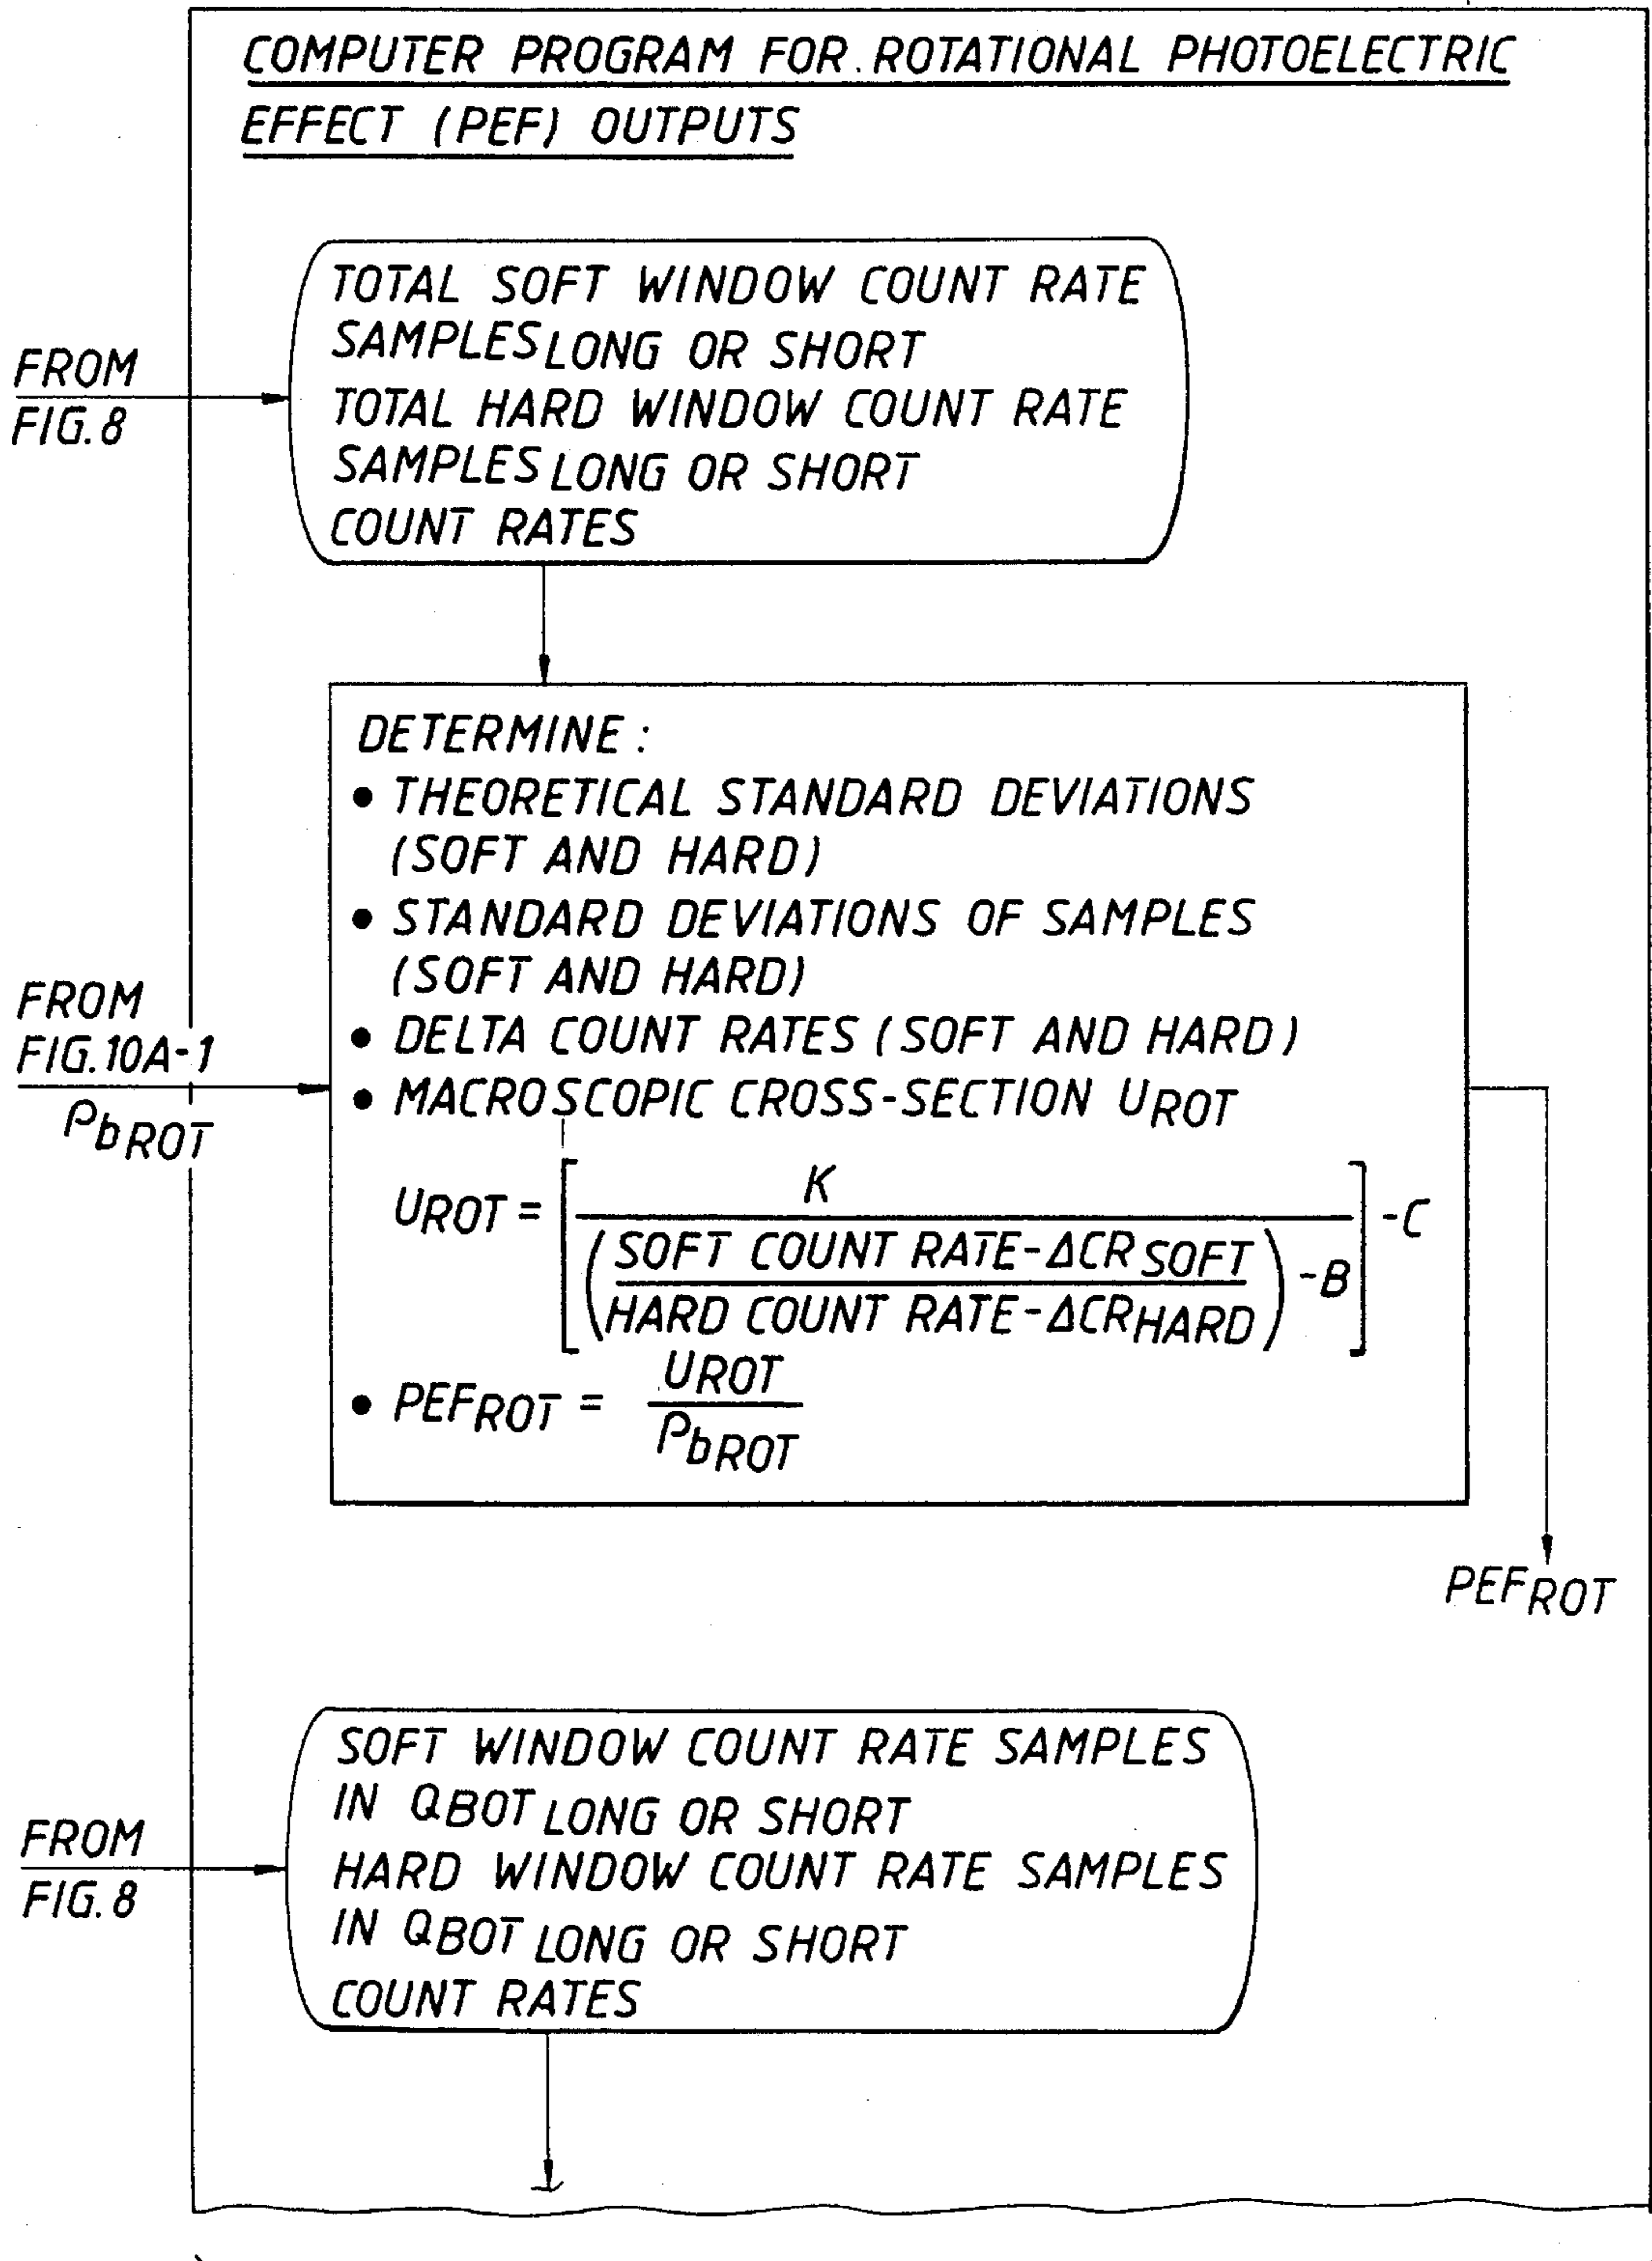 COMPUTER PROGRAM FOR ROTATIONAL PHOTOELECTRIC
EFFECT (PEF) OUTPUTS
TOTAL SOFT WINDOW COUNT RATE
SAMPLES LONG OR SHORT
TOTAL HARD WINDOW COUNT RATE
SAMPLES LONG OR SHORT
COUNT RATES
FROM
FIG. 8
DETERMINE :
• THEORETICAL STANDARD DEVIATIONS
(SOFT AND HARD)
• STANDARD DEVIATIONS OF SAMPLES
(SOFT AND HARD)
• DELTA COUNT RATES (SOFT AND HARD)
• MACROSCOPIC CROSS-SECTION UROT
UROT = [ K / ( ( SOFT COUNT RATE-ΔCR SOFT / HARD COUNT RATE-ΔCRHARD ) -B ) ] -C
• PEFROT = UROT / ρbROT
FROM
FIG. 10A-1
ρbROT
PEFROT
SOFT WINDOW COUNT RATE SAMPLES
IN QBOT LONG OR SHORT
HARD WINDOW COUNT RATE SAMPLES
IN QBOT LONG OR SHORT
COUNT RATES
FROM
FIG. 8